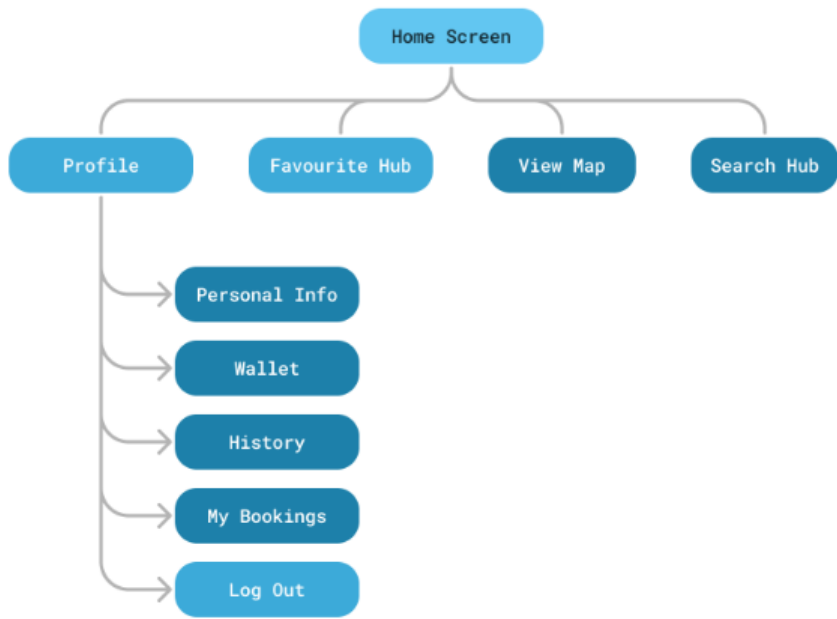 Home Screen
Profile
Favourite Hub
View Map
Search Hub
Personal Info
Wallet
History
My Bookings
Log Out